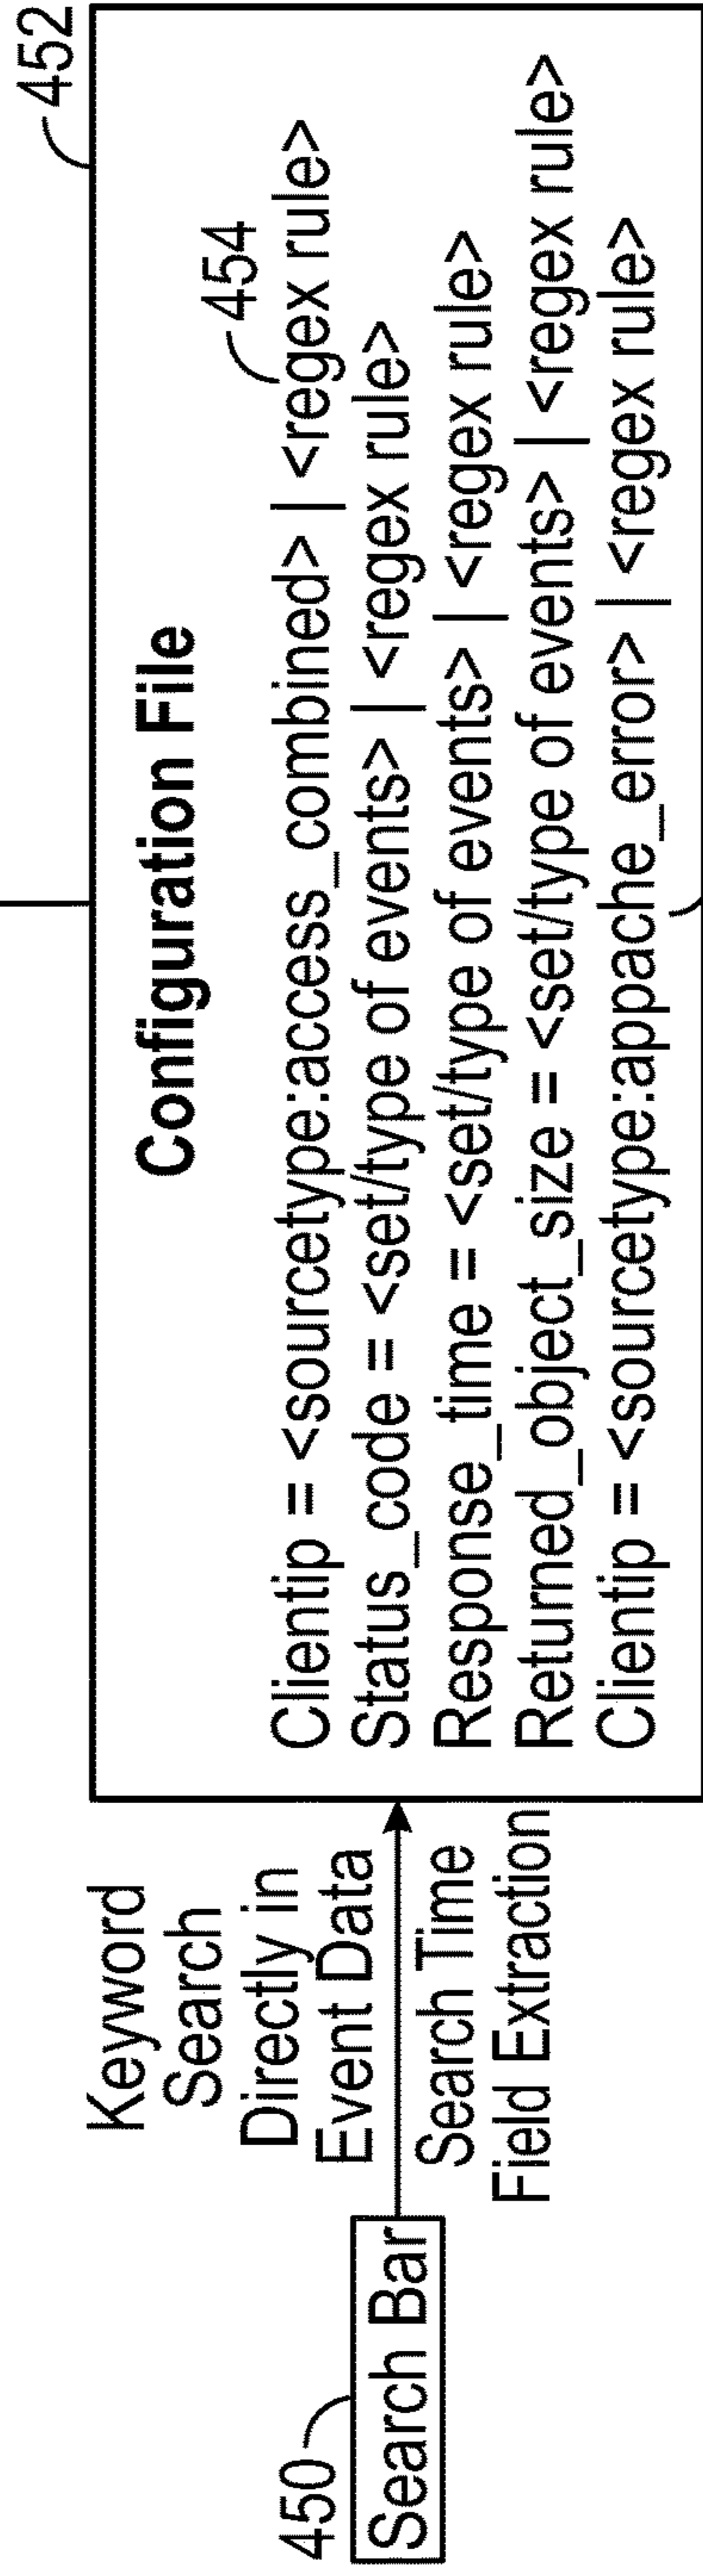 452
Configuration File
454
Clientip = <sourcetype:access_combined> | <regex rule>
Status_code = <set/type of events> | <regex rule>
Response_time = <set/type of events> | <regex rule>
Returned_object_size = <set/type of events> | <regex rule>
Clientip = <sourcetype:appache_error> | <regex rule>
Keyword
Search
Directly in
Event Data
Search Time
Field Extraction
450
Search Bar